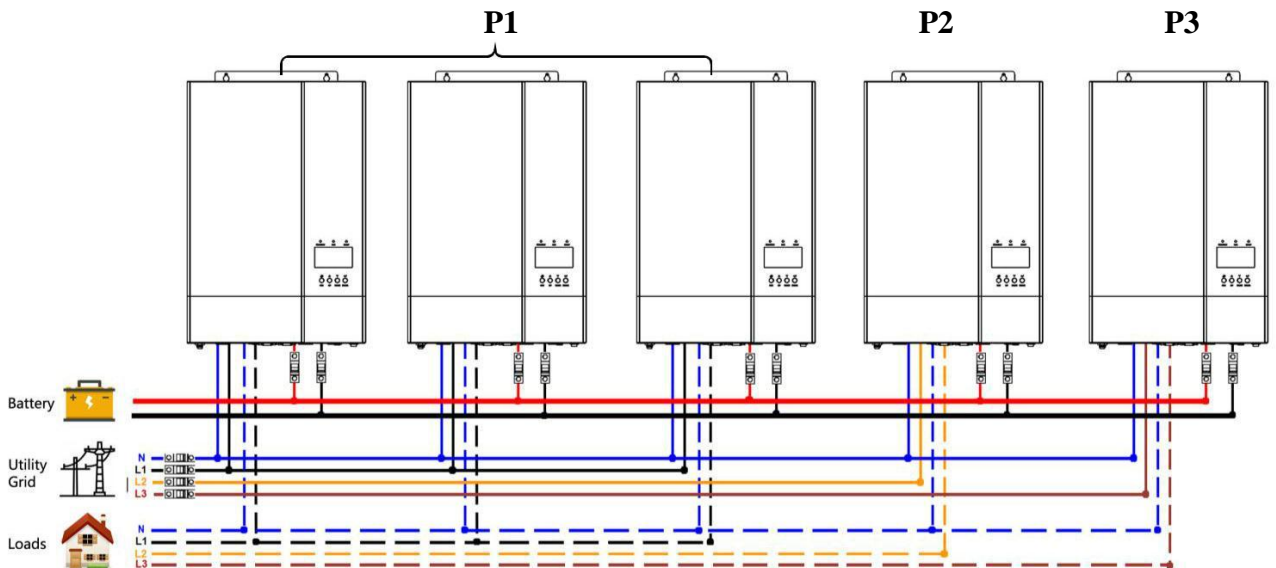 P1 P2 P3
Battery
+ -
Utility
Grid
N
L1
L2
L3
Loads
N
L1
L2
L3